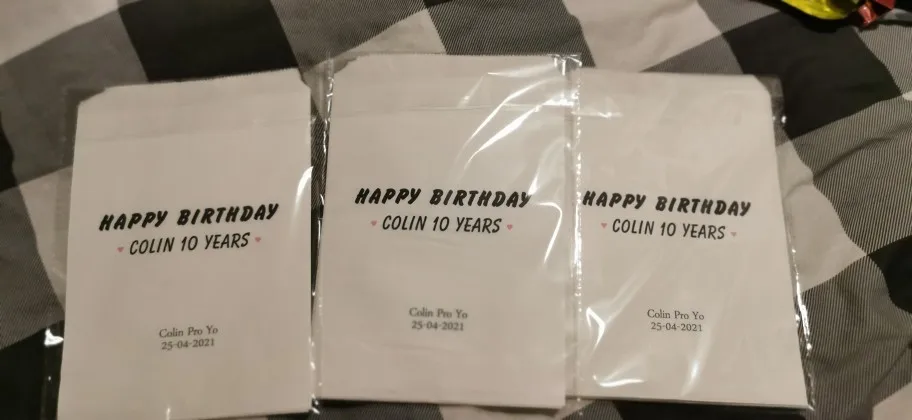 HAPPY BIRTHDAY
COLIN 10 YEARS
Colin Pro Yo
25-04-2021
HAPPY BIRTHDAY
COLIN 10 YEARS
Colin Pro Yo
25-04-2021
HAPPY BIRTHDAY
COLIN 10 YEARS
Colin Pro Yo
25-04-2021